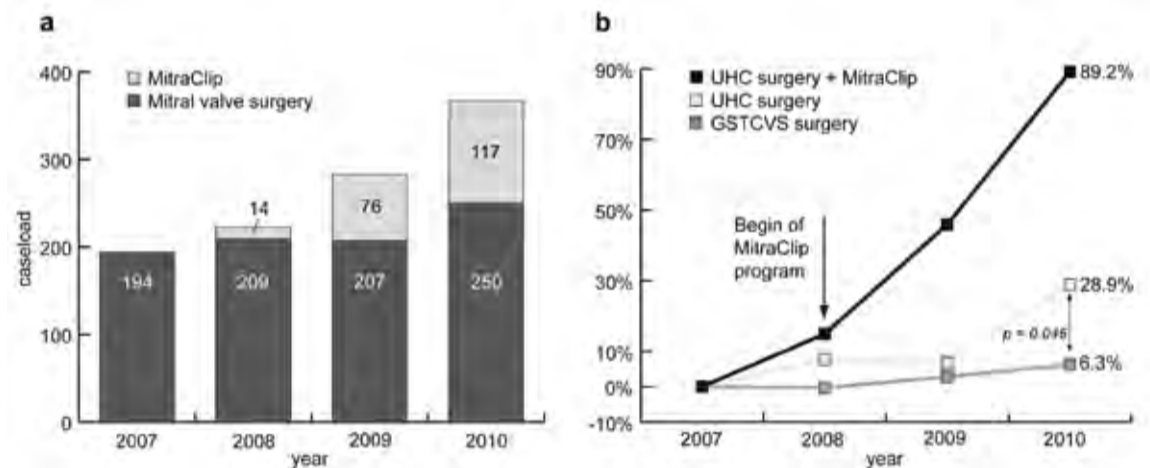 a
400
300
200
100
0
caseload
MitraClip
Mitral valve surgery
194
14
209
76
207
117
250
2007 2008 2009 2010
year
b
90%
70%
50%
30%
10%
0%
-10%
UHC surgery + MitraClip
UHC surgery
GSTCVS surgery
Begin of
MitraClip
program
89.2%
28.9%
p = 0.046
6.3%
2007 2008 2009 2010
year